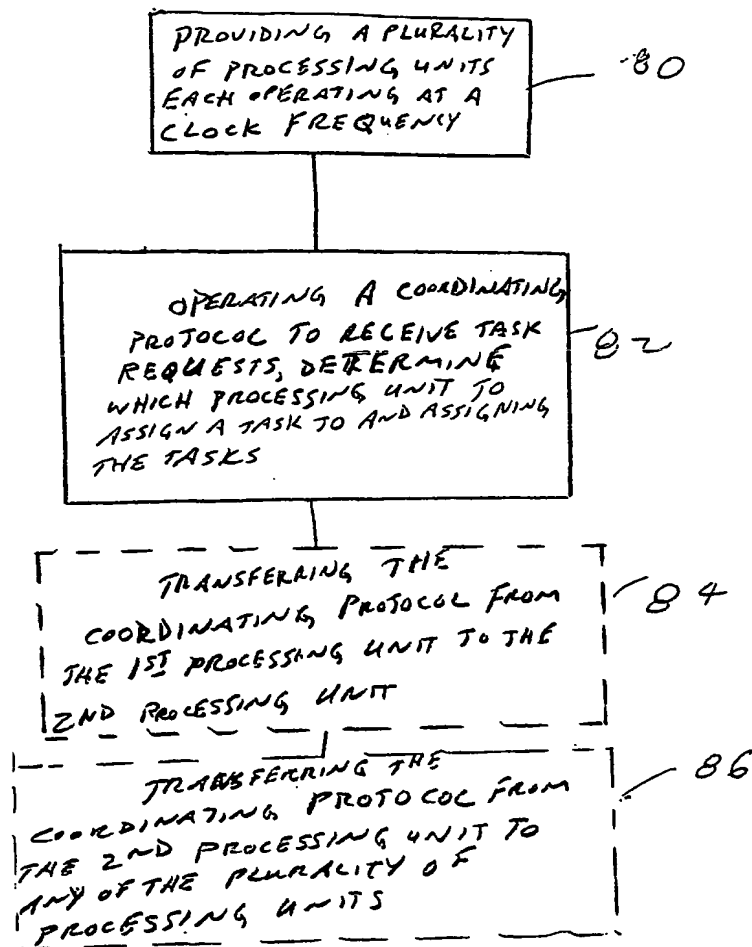 PROVIDING A PLURALITY
OF PROCESSING UNITS
EACH OPERATING AT A
CLOCK FREQUENCY
80
OPERATING A COORDINATING
PROTOCOL TO RECEIVE TASK
REQUESTS, DETERMINE
WHICH PROCESSING UNIT TO
ASSIGN A TASK TO AND ASSIGNING
THE TASKS
82
TRANSFERRING THE
COORDINATING PROTOCOL FROM
THE 1ST PROCESSING UNIT TO THE
2ND PROCESSING UNIT
84
TRANSFERRING THE
COORDINATING PROTOCOL FROM
THE 2ND PROCESSING UNIT TO
ANY OF THE PLURALITY OF
PROCESSING UNITS
86